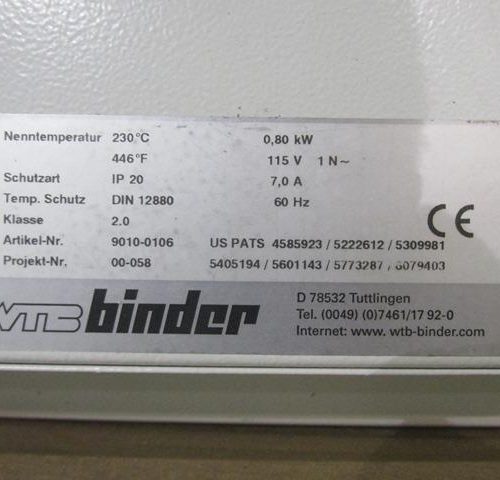 Nenntemperatur 230°C 0,80 kW
446°F 115 V 1 N~
Schutzart IP 20 7,0 A
Temp. Schutz DIN 12880 60 Hz
Klasse 2.0
Artikel-Nr. 9010-0106 US PATS 4585923 / 5222612 / 5309981
Projekt-Nr. 00-058 5405194 / 5601143 / 5773287 / 6079403
CE
WTB binder
D 78532 Tuttlingen
Tel. (0049) (0)7461/17 92-0
Internet: www. wtb-binder.com